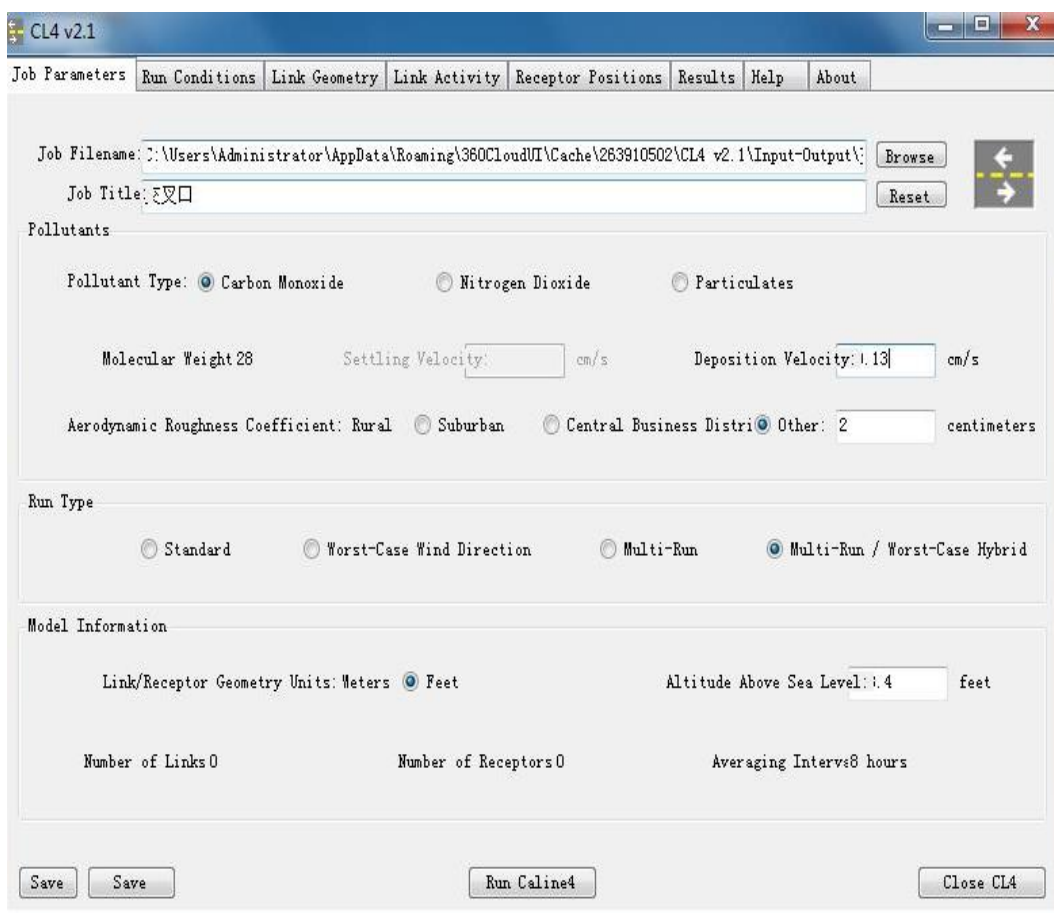 CL4 v2.1
Job Parameters Run Conditions Link Geometry Link Activity Receptor Positions Results Help About
Job Filename: :\Users\Administrator\AppData\Roaming\360CloudUI\Cache\263910502\CL4 v2.1\Input-Output\ Browse
Job Title: 叉口 Reset
Pollutants
Pollutant Type: Carbon Monoxide Nitrogen Dioxide Particulates
Molecular Weight 28 Settling Velocity: cm/s Deposition Velocity: .13 cm/s
Aerodynamic Roughness Coefficient: Rural Suburban Central Business Distri Other: 2 centimeters
Run Type
Standard Worst-Case Wind Direction Multi-Run Multi-Run / Worst-Case Hybrid
Model Information
Link/Receptor Geometry Units: Meters Feet Altitude Above Sea Level: .4 feet
Number of Links 0 Number of Receptors 0 Averaging Interva 8 hours
Save Save Run Caline4 Close CL4